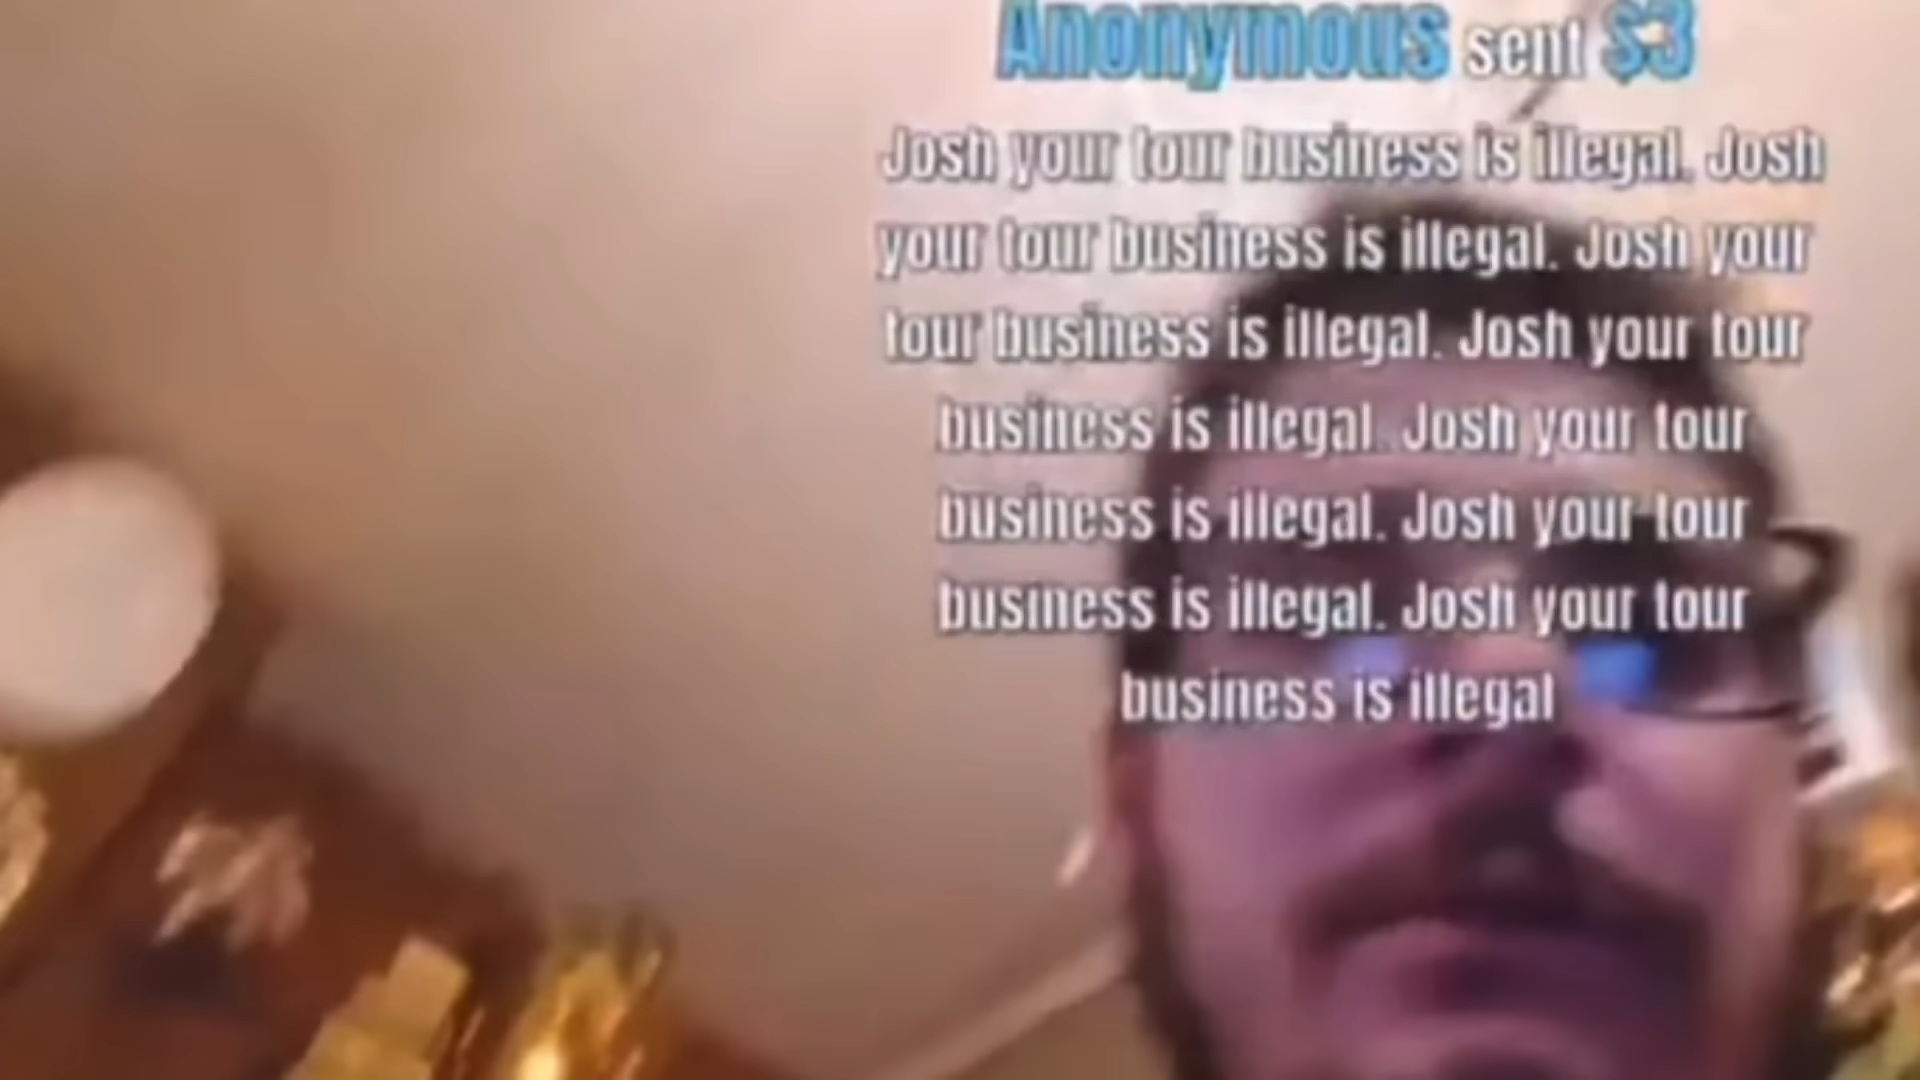 Anonymous sent $3
Josh your tour business is illegal. Josh
your tour business is illegal. Josh your
tour business is illegal. Josh your tour
business is illegal. Josh your tour
business is illegal. Josh your tour
business is illegal. Josh your tour
business is illegal